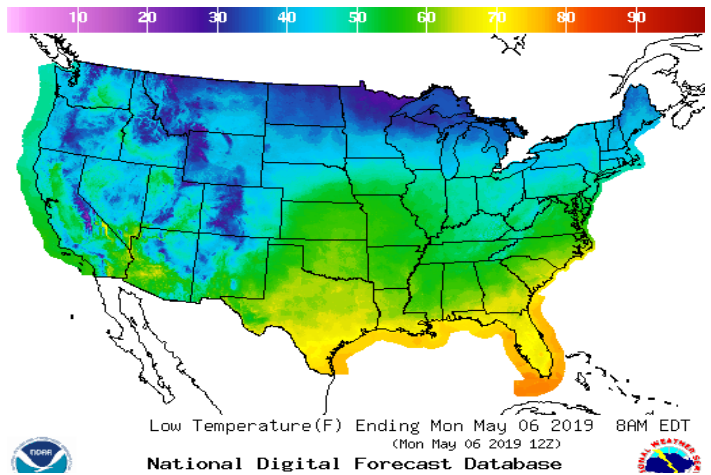 10 20 30 40 50 60 70 80 90
Low Temperature(F) Ending Mon May 06 2019 8AM EDT
(Mon May 06 2019 12Z)
National Digital Forecast Database
NOAA